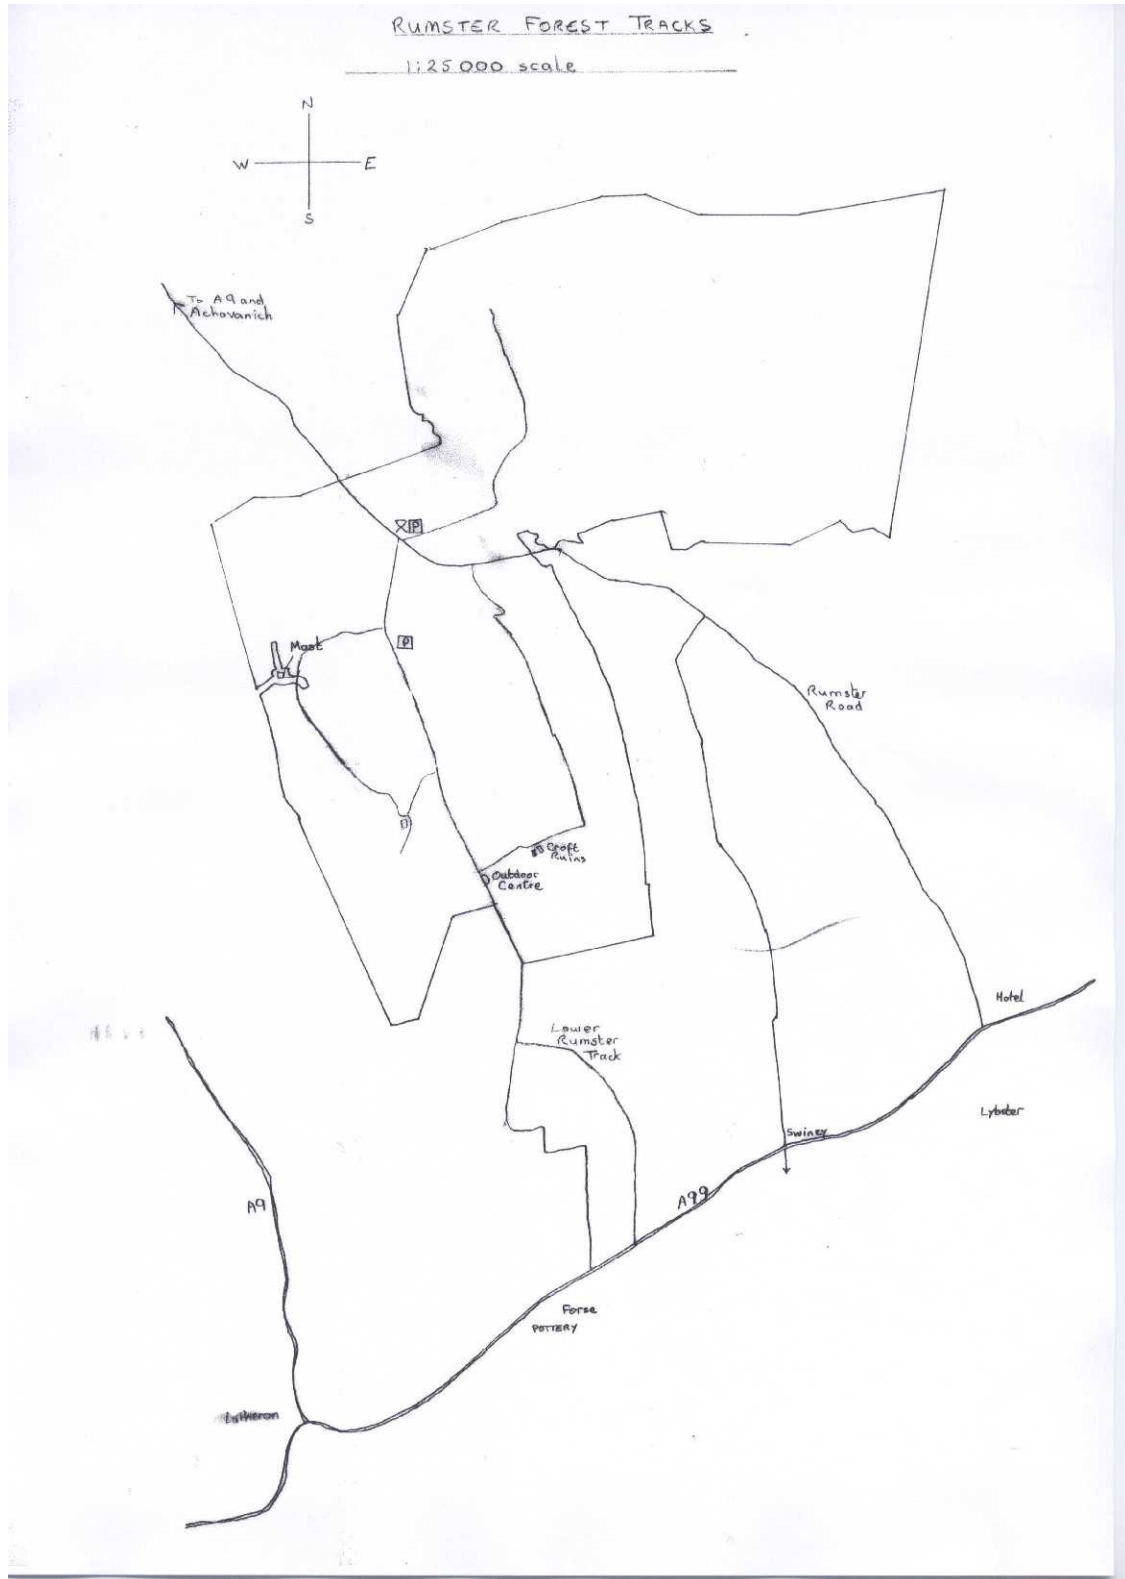 RUMSTER FOREST TRACKS
1:25000 scale
N
W
E
S
To A9 and
Achavanich
P
P
Mast
Rumster
Road
Croft
Ruins
Outdoor
Centre
Hotel
Lower
Rumster
Track
Lybster
Swiney
A99
A9
Forse
POTTERY
Latheron